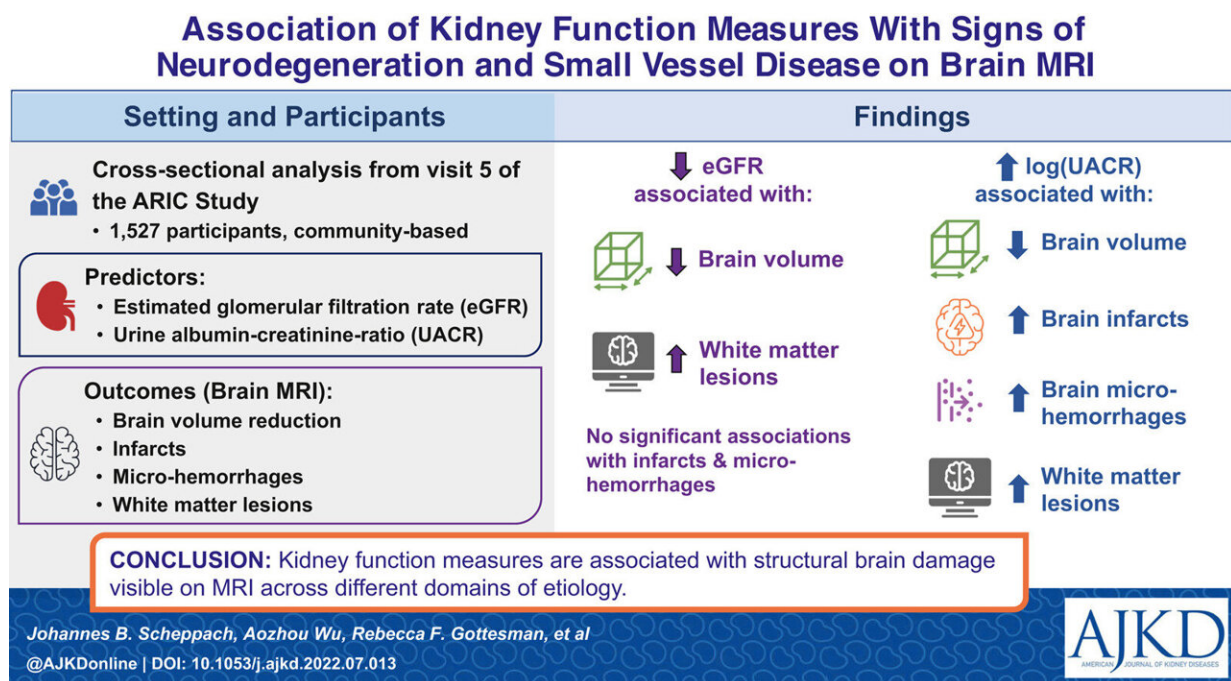 Association of Kidney Function Measures With Signs of
Neurodegeneration and Small Vessel Disease on Brain MRI
Setting and Participants
Cross-sectional analysis from visit 5 of
the ARIC Study
• 1,527 participants, community-based
Predictors:
• Estimated glomerular filtration rate (eGFR)
• Urine albumin-creatinine-ratio (UACR)
Outcomes (Brain MRI):
• Brain volume reduction
• Infarcts
• Micro-hemorrhages
• White matter lesions
Findings
eGFR
associated with:
Brain volume
White matter
lesions
No significant associations
with infarcts & micro-
hemorrhages
log(UACR)
associated with:
Brain volume
Brain infarcts
Brain micro-
hemorrhages
White matter
lesions
CONCLUSION: Kidney function measures are associated with structural brain damage
visible on MRI across different domains of etiology.
Johannes B. Scheppach, Aozhou Wu, Rebecca F. Gottesman, et al
@AJKDonline | DOI: 10.1053/j.ajkd.2022.07.013
AJKD
AMERICAN JOURNAL OF KIDNEY DISEASES